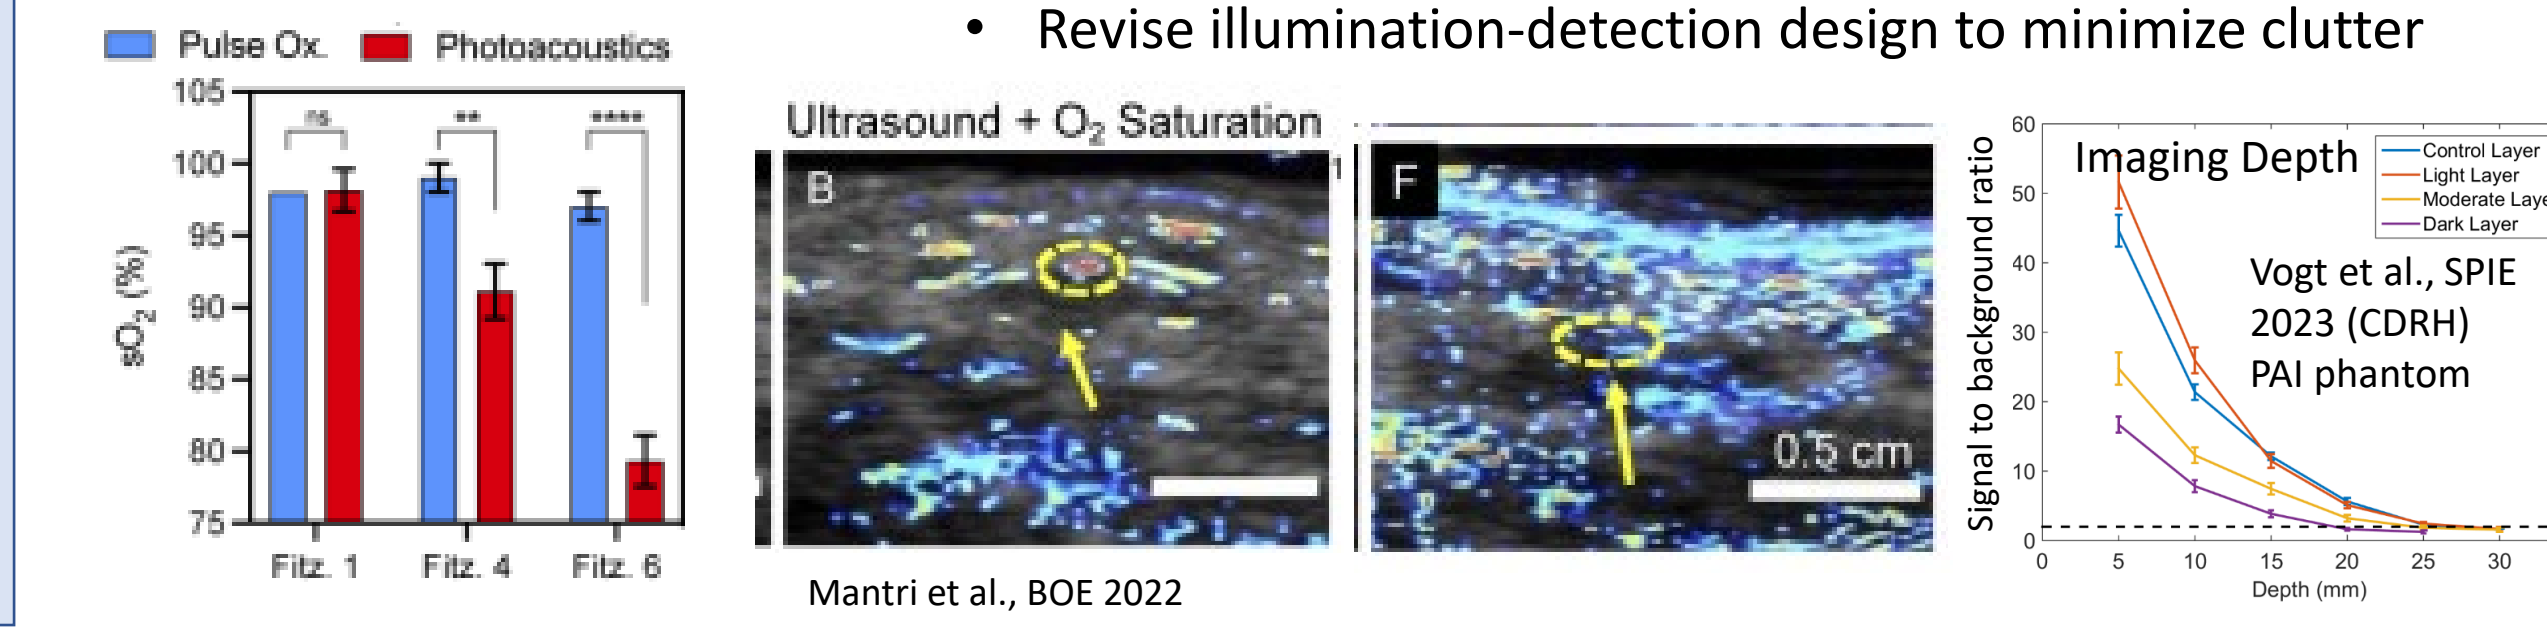 • Revise illumination-detection design to minimize clutter
Pulse Ox. Photoacoustics
105
100
95
90
85
80
75
sO2 (%)
ns
**
****
Fitz. 1 Fitz. 4 Fitz. 6
Ultrasound + O2 Saturation
B
F
0.5 cm
Mantri et al., BOE 2022
Signal to background ratio
60
50
40
30
20
10
0
Imaging Depth
Control Layer
Light Layer
Moderate Laye
Dark Layer
Vogt et al., SPIE
2023 (CDRH)
PAI phantom
0 5 10 15 20 25 30
Depth (mm)